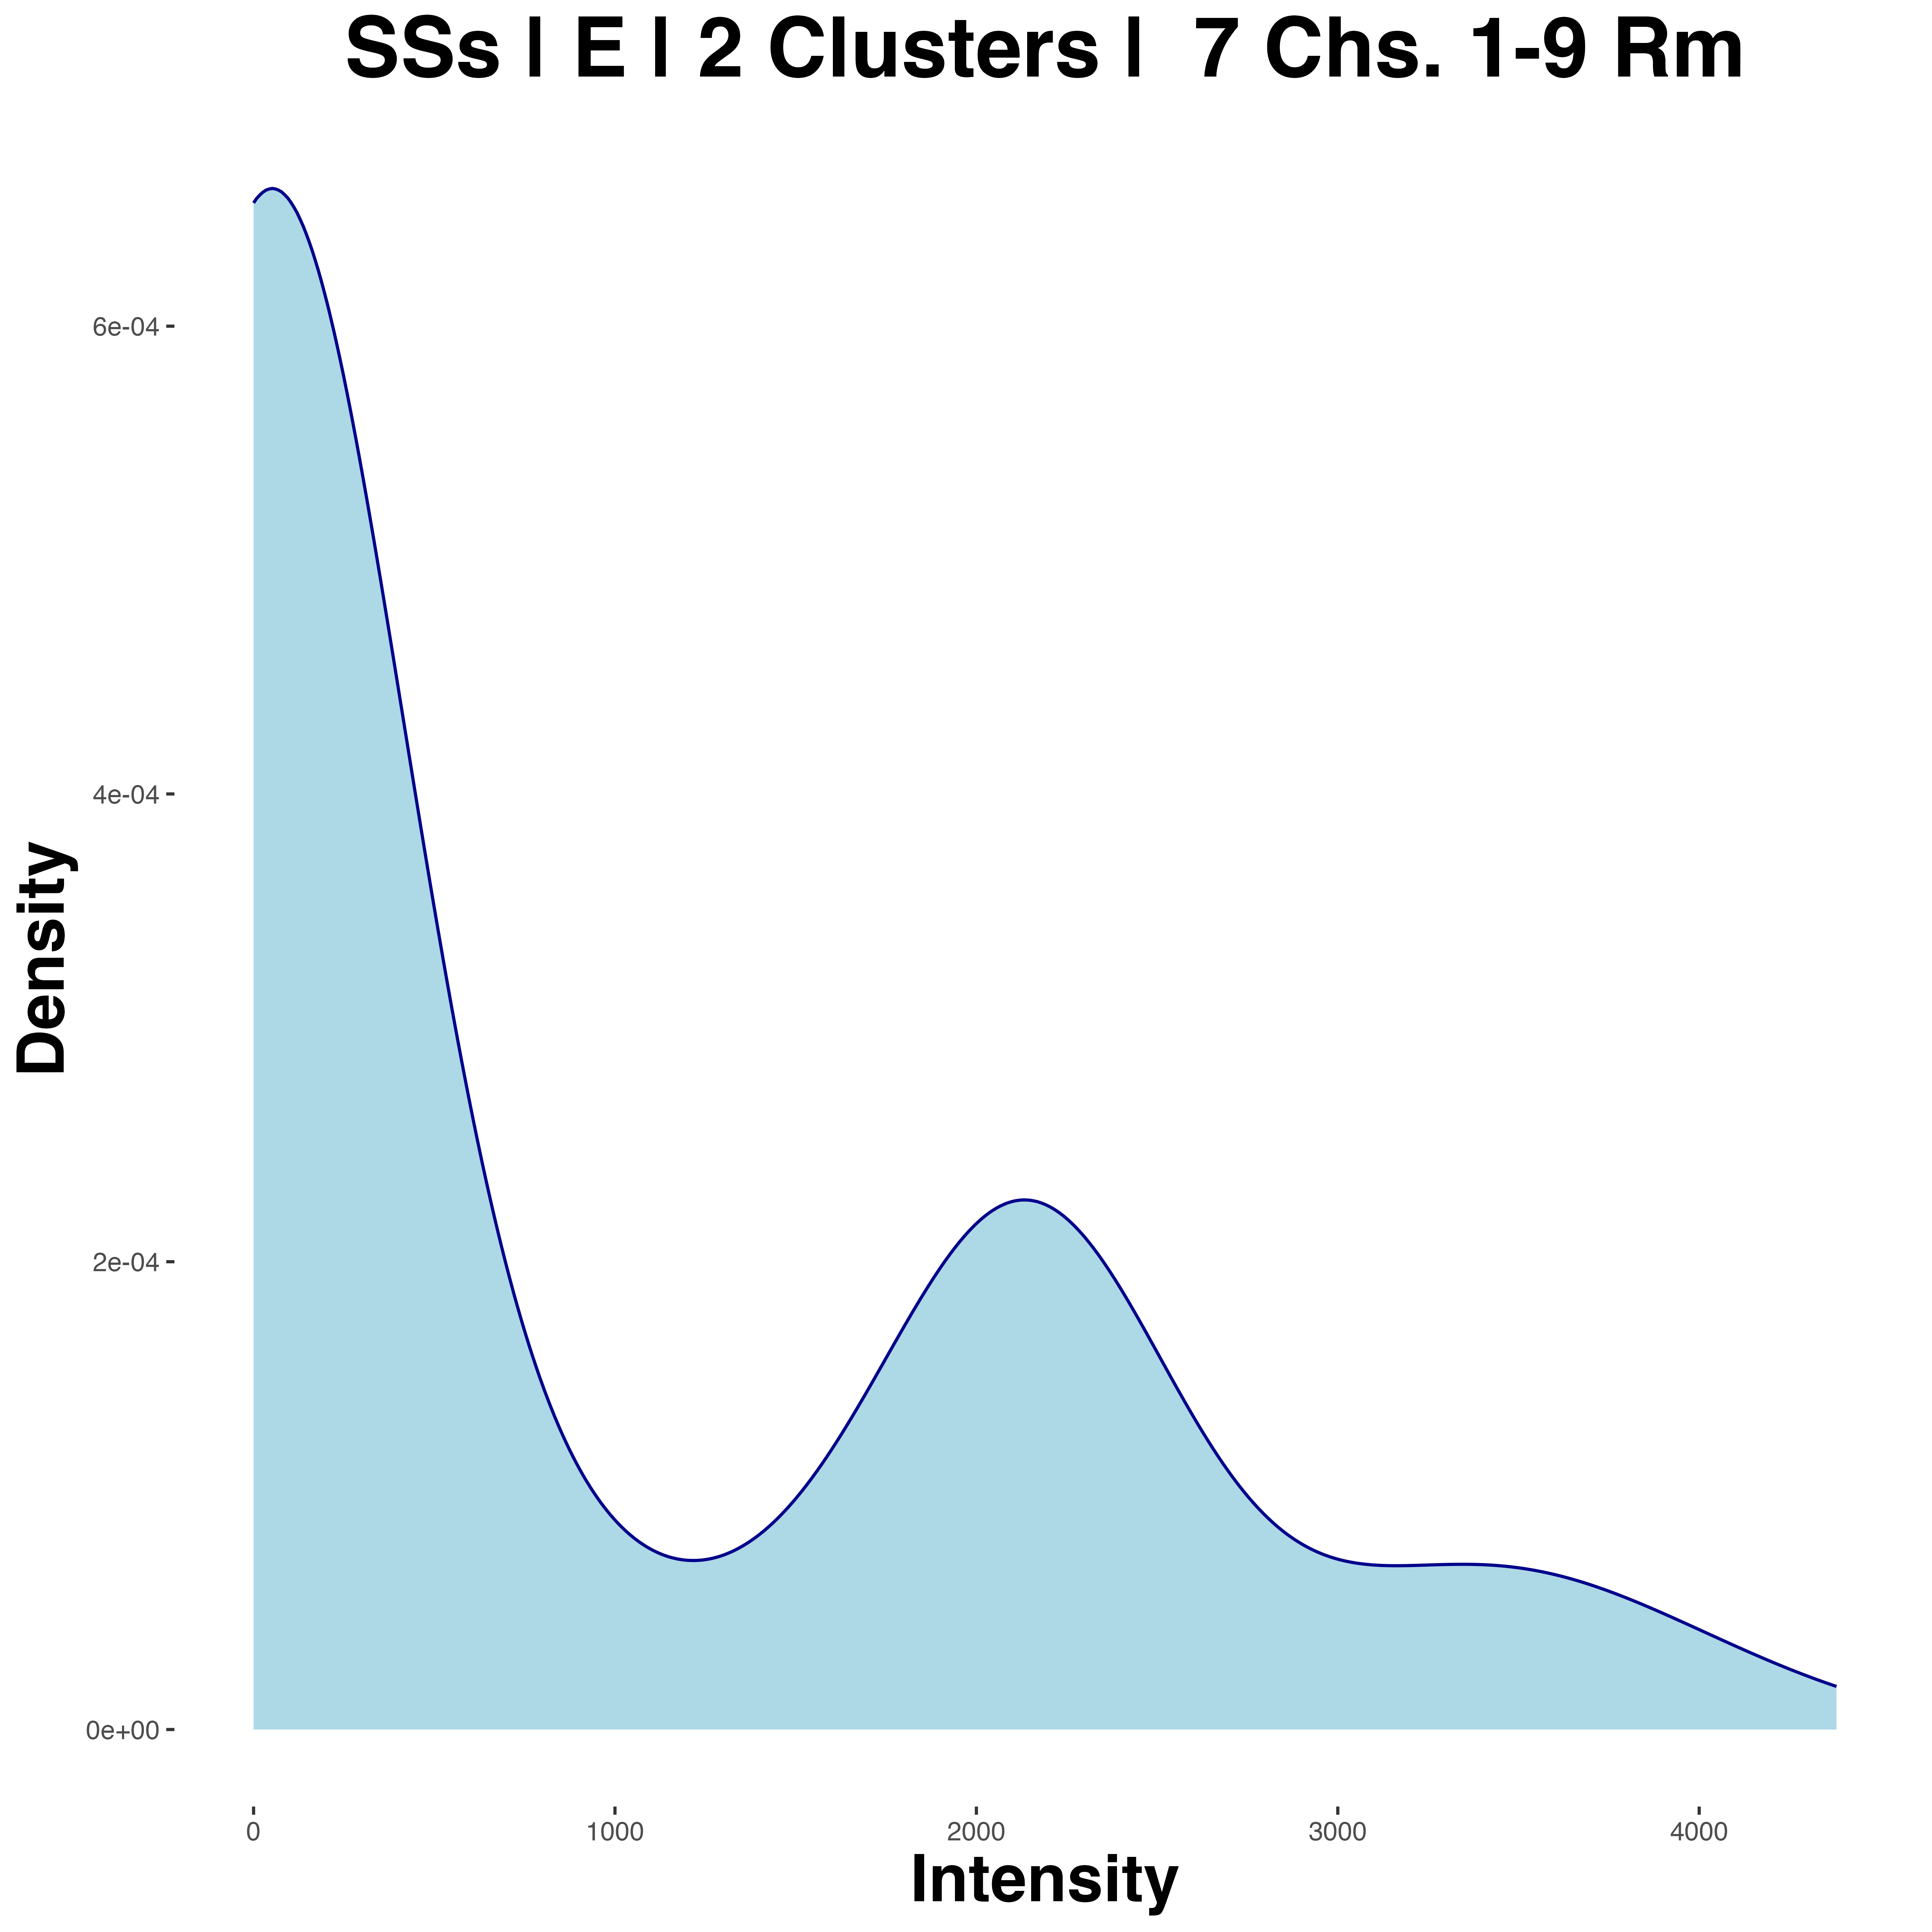 SSs | E | 2 Clusters |  7 Chs. 1-9 Rm
6e-04
4e-04
Density
2e-04
0e+00
0 1000 2000 3000 4000
Intensity